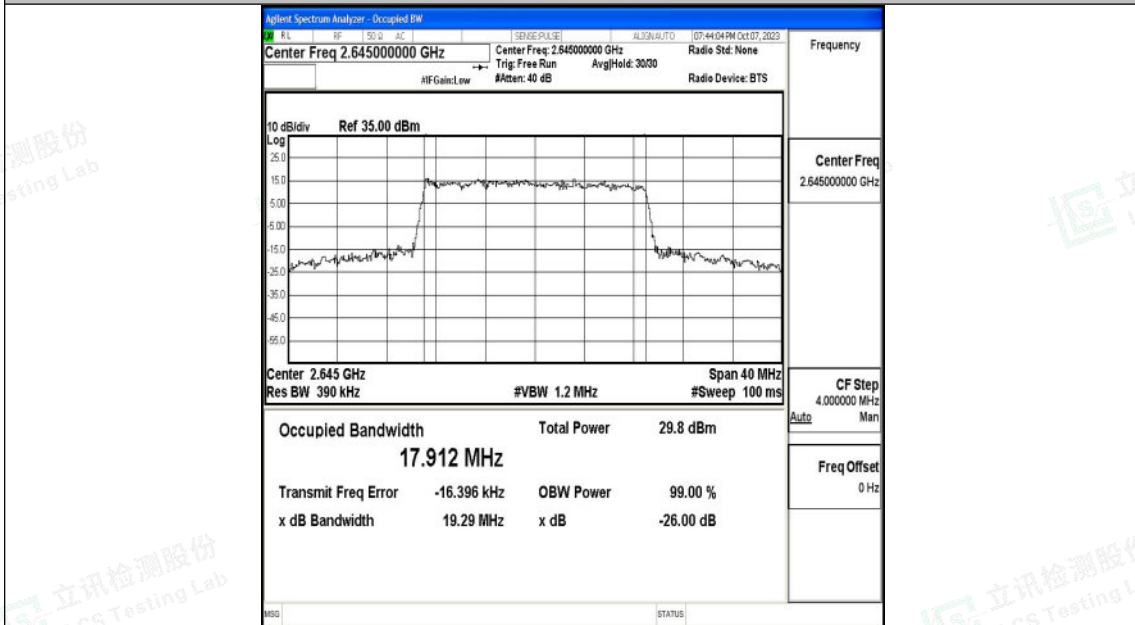 Agilent Spectrum Analyzer - Occupied BW
RL RF 50 Ω AC SENSE:PULSE ALIGNAUTO 07:44:04 PM Oct 07, 2023
Center Freq 2.645000000 GHz
Center Freq: 2.645000000 GHz
Radio Std: None
Trig: Free Run Avg|Hold: 30/30
#IFGain:Low
#Atten: 40 dB
Radio Device: BTS
Frequency
10 dB/div Ref 35.00 dBm
Log
25.0
15.0
5.00
-5.00
-15.0
-25.0
-35.0
-45.0
-55.0
Center 2.645 GHz
Span 40 MHz
Res BW 390 kHz
#VBW 1.2 MHz
#Sweep 100 ms
Center Freq
2.645000000 GHz
CF Step
4.000000 MHz
Auto Man
Freq Offset
0 Hz
Occupied Bandwidth
Total Power 29.8 dBm
17.912 MHz
Transmit Freq Error -16.396 kHz OBW Power 99.00 %
x dB Bandwidth 19.29 MHz x dB -26.00 dB
MSG
STATUS
测股份
sting Lab
立讯检测股份
CS Testing Lab
立讯检测股份
CS Testing L